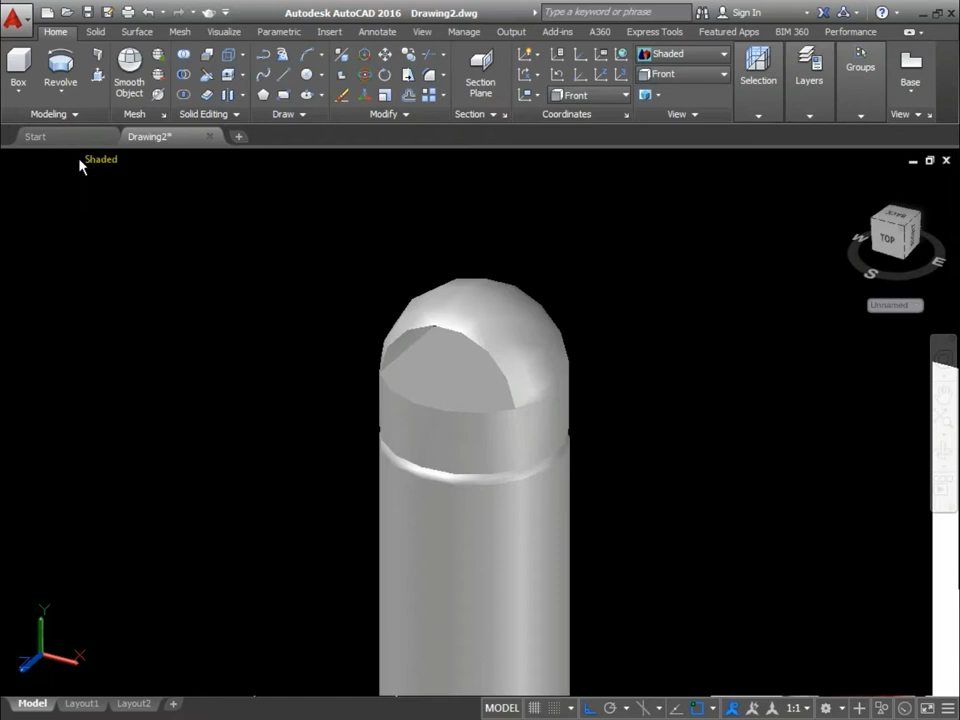 Autodesk AutoCAD 2016 Drawing2.dwg
Type a keyword or phrase
Sign In
Home Solid Surface Mesh Visualize Parametric Insert Annotate View Manage Output Add-ins A360 Express Tools Featured Apps BIM 360 Performance
Shaded
Front
Front
Box Revolve Smooth Object Section Plane Selection Layers Groups Base
Modeling Mesh Solid Editing Draw Modify Section Coordinates View View
Start Drawing2*
Shaded
BACK
TOP
W
E
S
Unnamed
Y
X
Z
Model Layout1 Layout2
MODEL 1:1